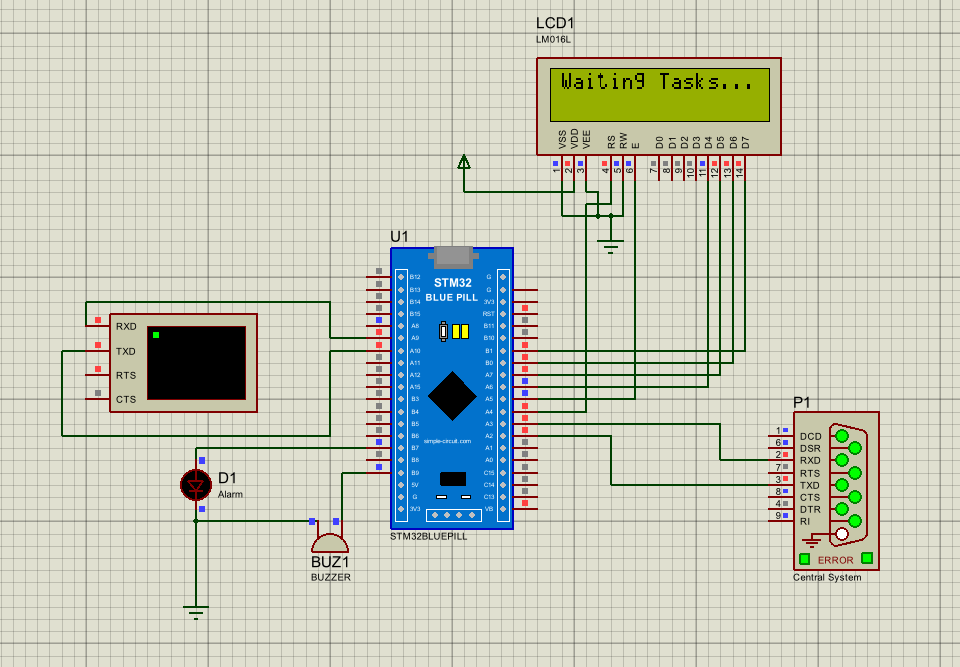 LCD1
LM016L
Waiting Tasks...
VSS VDD VEE RS RW E D0 D1 D2 D3 D4 D5 D6 D7
1 2 3 4 5 6 7 8 9 10 11 12 13 14
U1
STM32
BLUE PILL
B12 G
B13 G
B14 3V3
B15 RST
A8 B11
A9 B10
A10 B1
A11 B0
A12 A7
A15 A6
B3 A5
B4 A4
B5 A3
B6 A2
B7 A1
B8 A0
B9 C15
5V C14
G C13
3V3 VB
simple-circuit.com
STM32BLUEPILL
RXD
TXD
RTS
CTS
D1
Alarm
BUZ1
BUZZER
P1
1 DCD
6 DSR
2 RXD
7 RTS
3 TXD
8 CTS
4 DTR
9 RI
ERROR
Central System